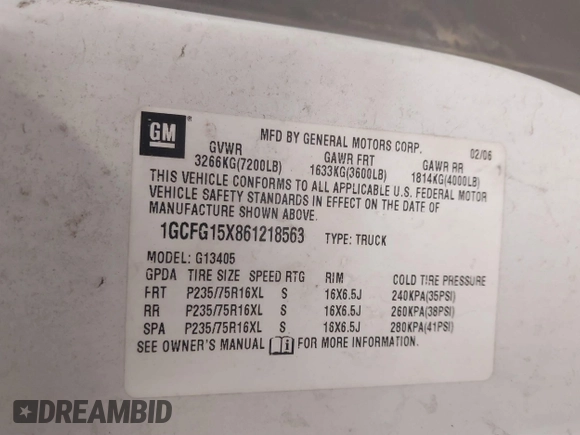 GM
MFD BY GENERAL MOTORS CORP. 02/06
GVWR GAWR FRT GAWR RR
3266KG(7200LB) 1633KG(3600LB) 1814KG(4000LB)
THIS VEHICLE CONFORMS TO ALL APPLICABLE U.S. FEDERAL MOTOR
VEHICLE SAFETY STANDARDS IN EFFECT ON THE DATE OF
MANUFACTURE SHOWN ABOVE.
1GCFG15X861218563 TYPE: TRUCK
MODEL: G13405
GPDA TIRE SIZE SPEED RTG RIM COLD TIRE PRESSURE
FRT P235/75R16XL S 16X6.5J 240KPA(35PSI)
RR P235/75R16XL S 16X6.5J 260KPA(38PSI)
SPA P235/75R16XL S 16X6.5J 280KPA(41PSI)
SEE OWNER'S MANUAL i FOR MORE INFORMATION.
DREAMBID